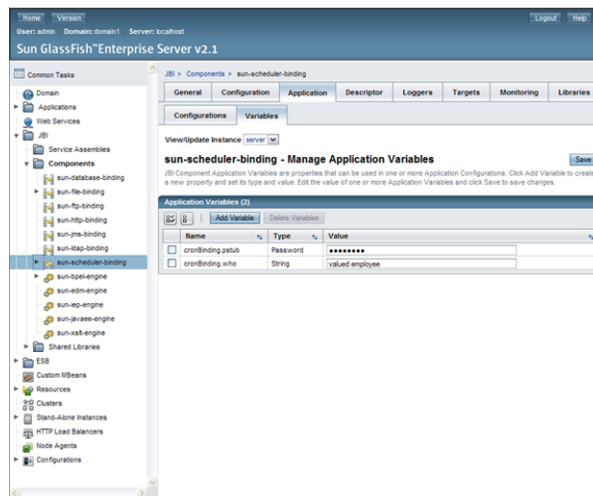 Home Version Logout Help
User: admin Domain: domain1 Server: localhost
Sun GlassFish™ Enterprise Server v2.1
Common Tasks
Domain
Applications
Web Services
JBI
Service Assemblies
Components
sun-database-binding
sun-file-binding
sun-ftp-binding
sun-http-binding
sun-jms-binding
sun-ldap-binding
sun-scheduler-binding
sun-bpel-engine
sun-edm-engine
sun-iep-engine
sun-javaee-engine
sun-xslt-engine
Shared Libraries
ESB
Custom MBeans
Resources
Clusters
Stand-Alone Instances
HTTP Load Balancers
Node Agents
Configurations
JBI > Components > sun-scheduler-binding
General Configuration Application Descriptor Loggers Targets Monitoring Libraries
Configurations Variables
View/Update Instance server
sun-scheduler-binding - Manage Application Variables Save
JBI Component Application Variables are properties that can be used in one or more Application Configurations. Click Add Variable to create
a new property and set its type and value. Edit the value of one or more Application Variables and click Save to save changes.
Application Variables (2)
Add Variable Delete Variables
Name Type Value
cronBinding.pstub Password ••••••••
cronBinding.who String valued employee